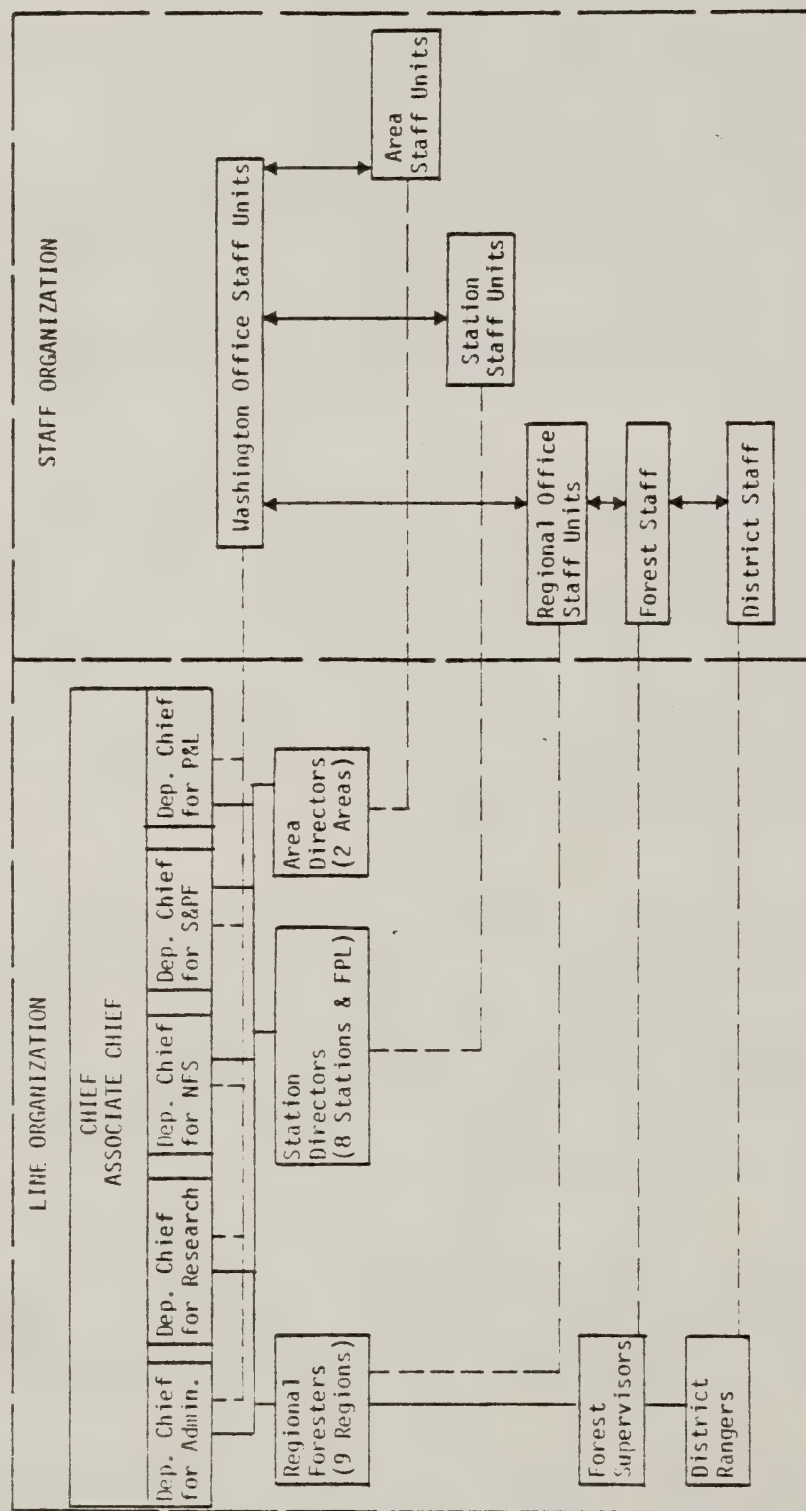 LINE ORGANIZATION
STAFF ORGANIZATION
CHIEF
ASSOCIATE CHIEF
Dep. Chief
for Admin.
Dep. Chief
for Research
Dep. Chief
for NFS
Dep. Chief
for S&PF
Dep. Chief
for P&L
Washington Office Staff Units
Regional
Foresters
(9 Regions)
Station
Directors
(8 Stations & FPL)
Area
Directors
(2 Areas)
Area
Staff Units
Station
Staff Units
Regional Office
Staff Units
Forest
Supervisors
Forest Staff
District
Rangers
District Staff